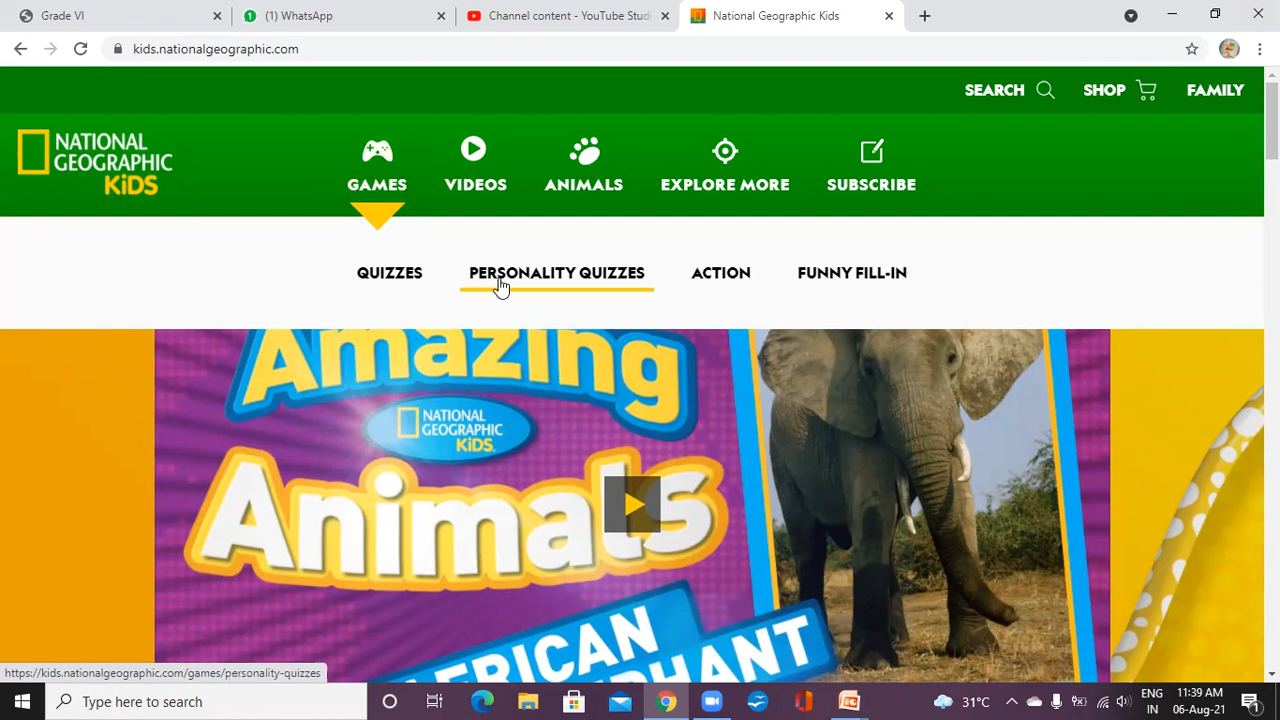 Grade VI
(1) WhatsApp
Channel content - YouTube Stud
National Geographic Kids
kids.nationalgeographic.com
SEARCH
SHOP
FAMILY
NATIONAL
GEOGRAPHIC
KiDS
GAMES
VIDEOS
ANIMALS
EXPLORE MORE
SUBSCRIBE
QUIZZES
PERSONALITY QUIZZES
ACTION
FUNNY FILL-IN
Amazing
NATIONAL
GEOGRAPHIC
KiDS
Animals
https://kids.nationalgeographic.com/games/personality-quizzes
Type here to search
31°C
ENG
IN
11:39 AM
06-Aug-21
1